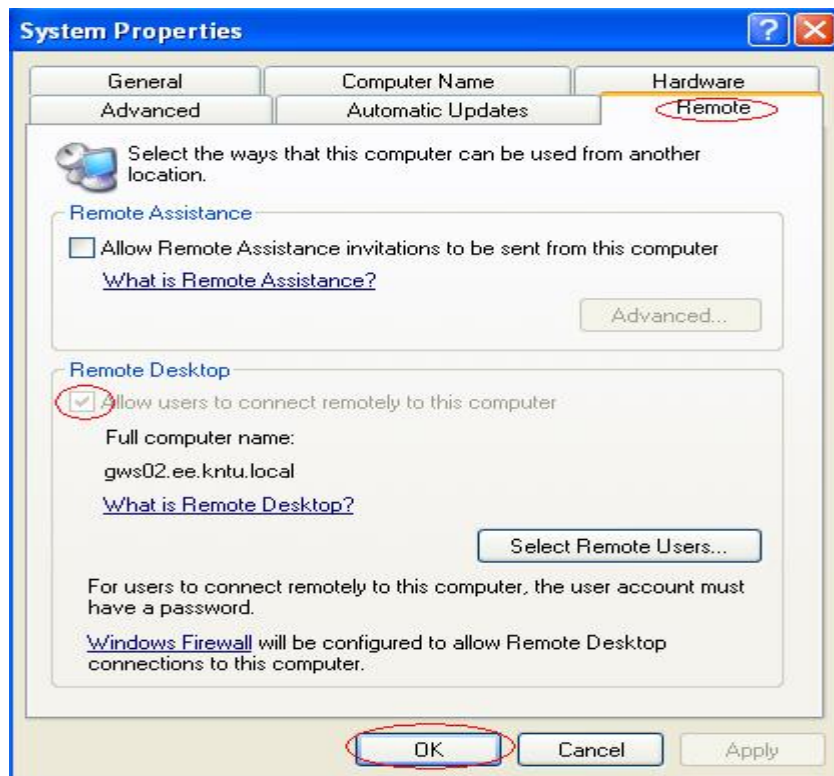 System Properties
General
Computer Name
Hardware
Advanced
Automatic Updates
Remote
Select the ways that this computer can be used from another
location.
Remote Assistance
Allow Remote Assistance invitations to be sent from this computer
What is Remote Assistance?
Advanced...
Remote Desktop
Allow users to connect remotely to this computer
Full computer name:
gws02.ee.kntu.local
What is Remote Desktop?
Select Remote Users...
For users to connect remotely to this computer, the user account must
have a password.
Windows Firewall will be configured to allow Remote Desktop
connections to this computer.
OK
Cancel
Apply